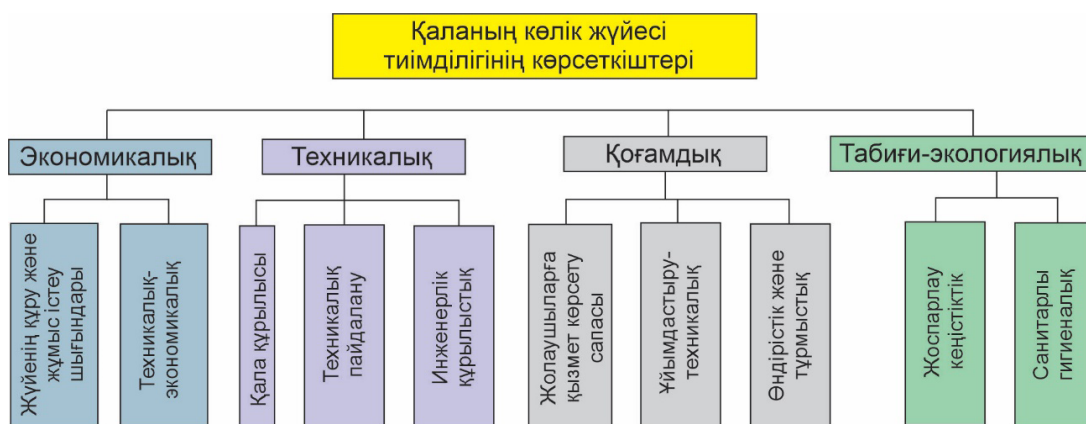 Қаланың көлік жүйесі
тиімділігінің көрсеткіштері
Экономикалық
Техникалық
Қоғамдық
Табиғи-экологиялық
Жүйенің құру және
жұмыс істеу
шығындары
Техникалық-
экономикалық
Қала құрылысы
Техникалық
пайдалану
Инженерлік
құрылыстық
Жолаушыларға
қызмет көрсету
сапасы
Ұйымдастыру-
техникалық
Өндірістік және
тұрмыстық
Жоспарлау
кеңістіктік
Санитарлы
гигиеналық